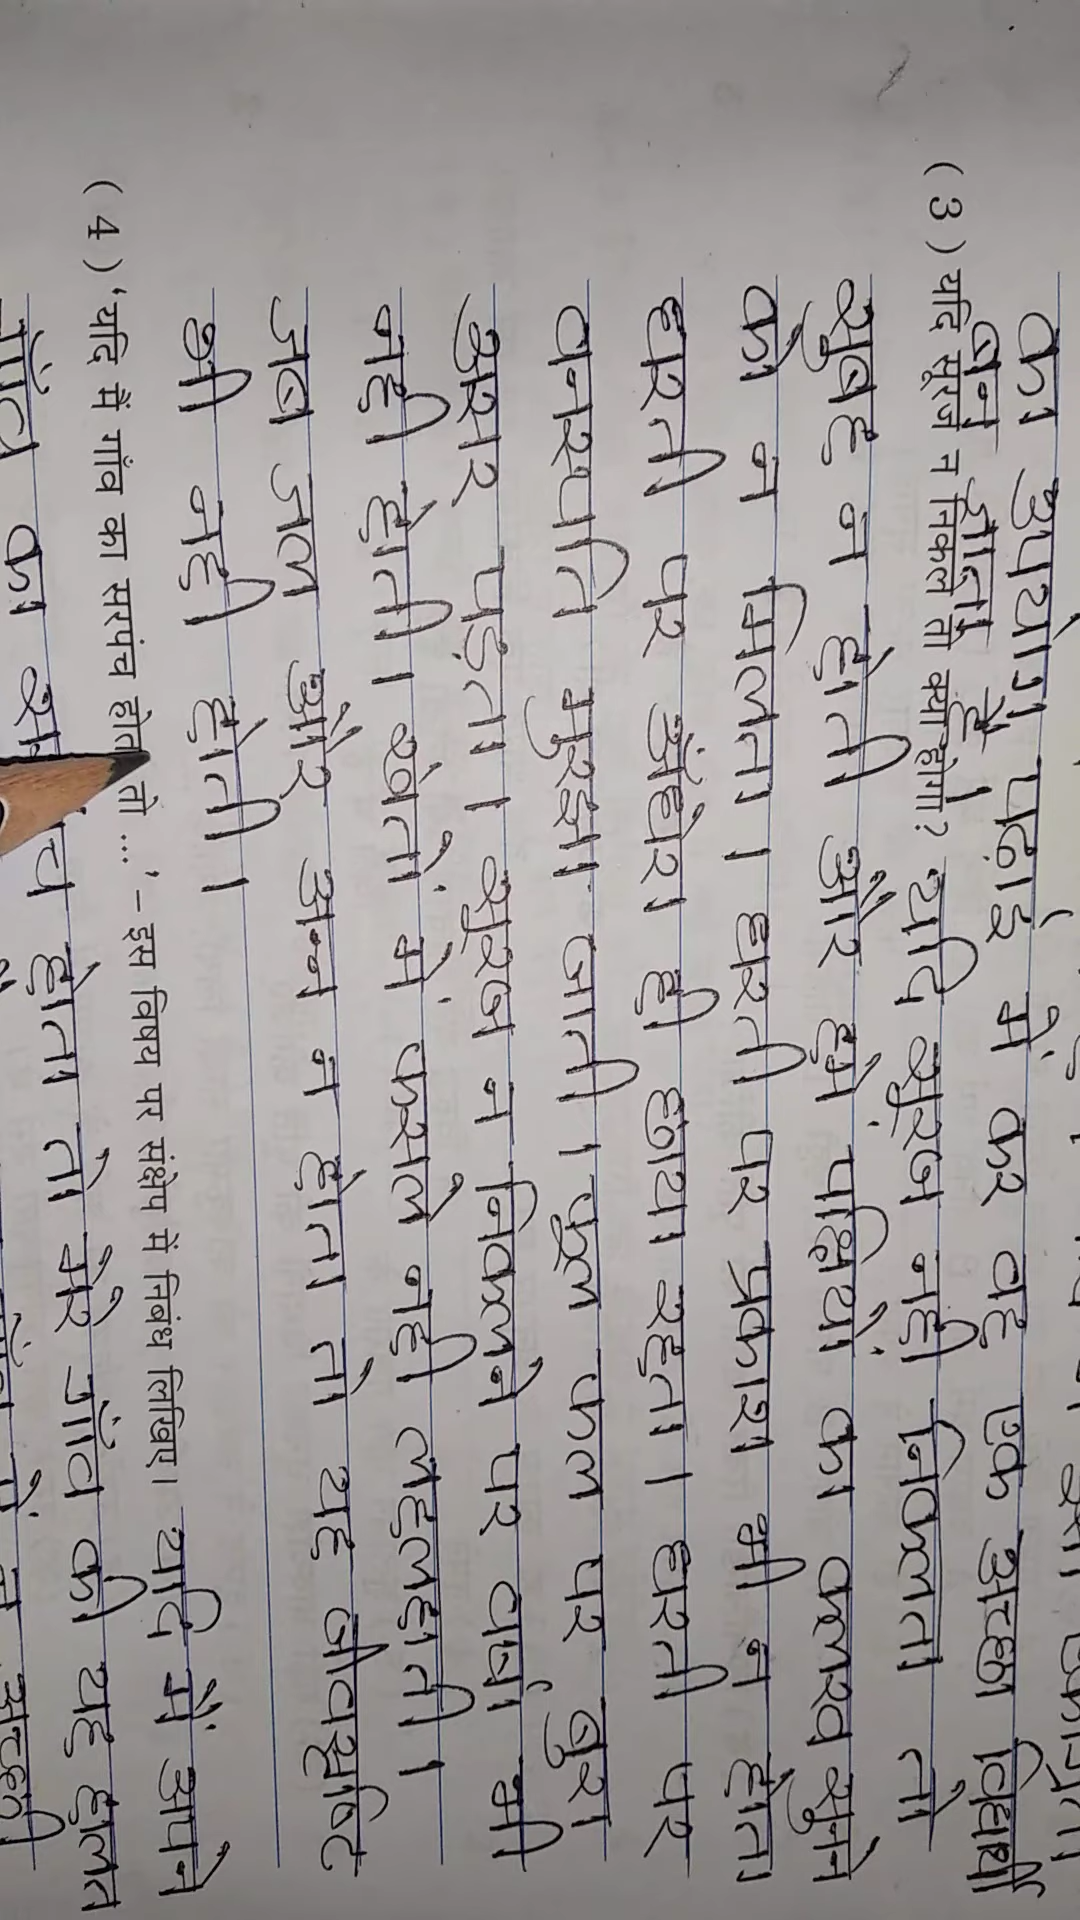 का उपयोग पढ़ाई में कर वह एक अच्छा विद्यार्थी
बन जाता है।
( 3 ) यदि सूरज न निकले तो क्या होगा? यदि सुरज नही निकलता तो
सुबह न होती और हमें पक्षियों का कलरव सुनने
को न मिलता। धरती पर प्रकाश भी न होता
धरती पर अँधेरा ही छाया रहता। धरती पर
वनस्पति मुरझा जाती। फूल फल पर बुरा
असर पड़ता। सुरज न निकलने पर वर्षा भी
नही होती। खेतों में फसले नही लहलहाती।
जब जल और अन्न न होता तो यह जीवसृष्टि
भी नही होती।
( 4 ) 'यदि मैं गाँव का सरपंच होता तो...' – इस विषय पर संक्षेप में निबंध लिखिए। यदि मैं अपने
गाँव का होता तो मेरे गाँव की यह हालत